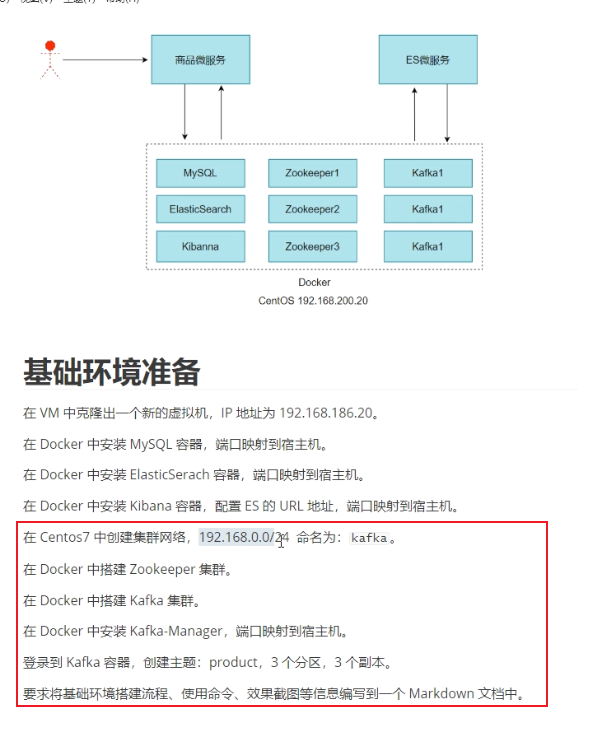 商品微服务
ES微服务
MySQL
Zookeeper1
Kafka1
ElasticSearch
Zookeeper2
Kafka1
Kibanna
Zookeeper3
Kafka1
Docker
CentOS 192.168.200.20
基础环境准备
在 VM 中克隆出一个新的虚拟机，IP 地址为 192.168.186.20。
在 Docker 中安装 MySQL 容器，端口映射到宿主机。
在 Docker 中安装 ElasticSerach 容器，端口映射到宿主机。
在 Docker 中安装 Kibana 容器，配置 ES 的 URL 地址，端口映射到宿主机。
在 Centos7 中创建集群网络，192.168.0.0/24 命名为：kafka。
在 Docker 中搭建 Zookeeper 集群。
在 Docker 中搭建 Kafka 集群。
在 Docker 中安装 Kafka-Manager，端口映射到宿主机。
登录到 Kafka 容器，创建主题：product，3 个分区，3 个副本。
要求将基础环境搭建流程、使用命令、效果截图等信息编写到一个 Markdown 文档中。